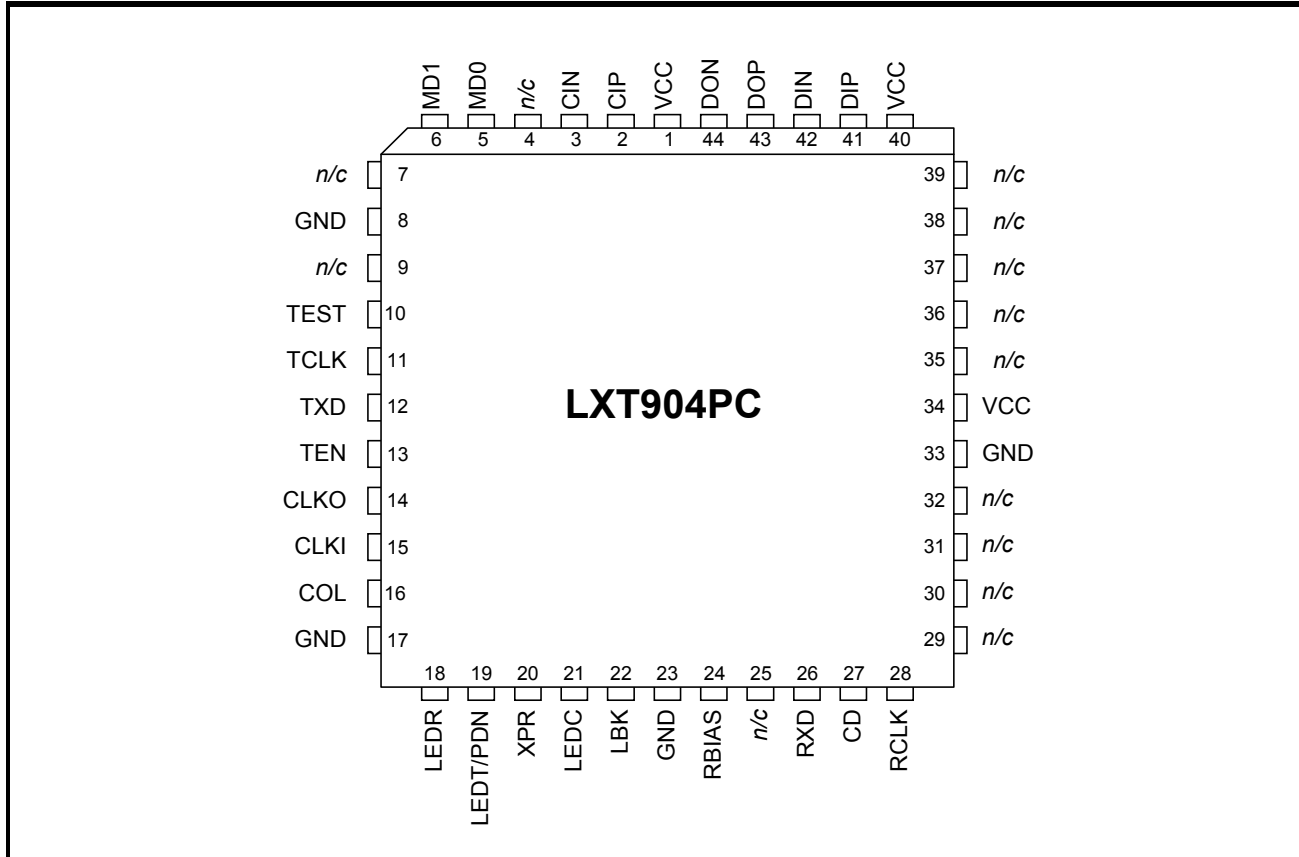 MD1 MD0 n/c CIN CIP VCC DON DOP DIN DIP VCC
6 5 4 3 2 1 44 43 42 41 40
n/c 7 39 n/c
GND 8 38 n/c
n/c 9 37 n/c
TEST 10 36 n/c
TCLK 11 35 n/c
TXD 12 LXT904PC 34 VCC
TEN 13 33 GND
CLKO 14 32 n/c
CLKI 15 31 n/c
COL 16 30 n/c
GND 17 29 n/c
18 19 20 21 22 23 24 25 26 27 28
LEDR LEDT/PDN XPR LEDC LBK GND RBIAS n/c RXD CD RCLK